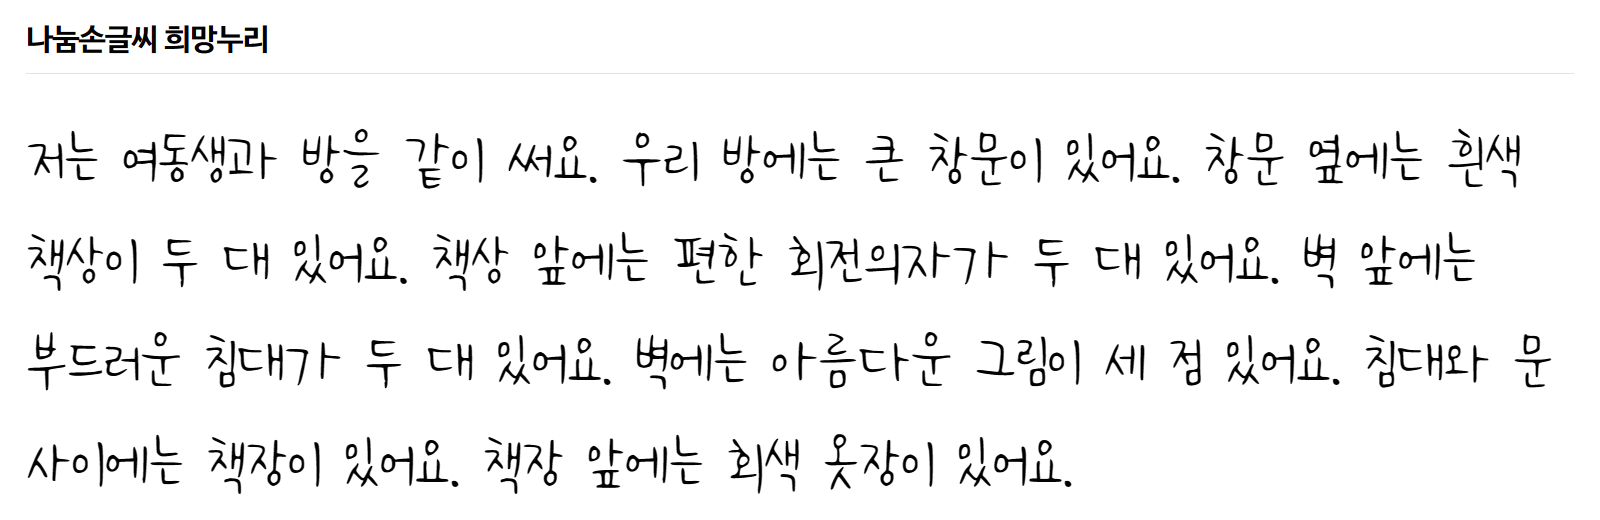 나눔손글씨 희망누리
저는 여동생과 방을 같이 써요. 우리 방에는 큰 창문이 있어요. 창문 옆에는 흰색
책상이 두 대 있어요. 책상 앞에는 편한 회전의자가 두 대 있어요. 벽 앞에는
부드러운 침대가 두 대 있어요. 벽에는 아름다운 그림이 세 점 있어요. 침대와 문
사이에는 책장이 있어요. 책장 앞에는 회색 옷장이 있어요.